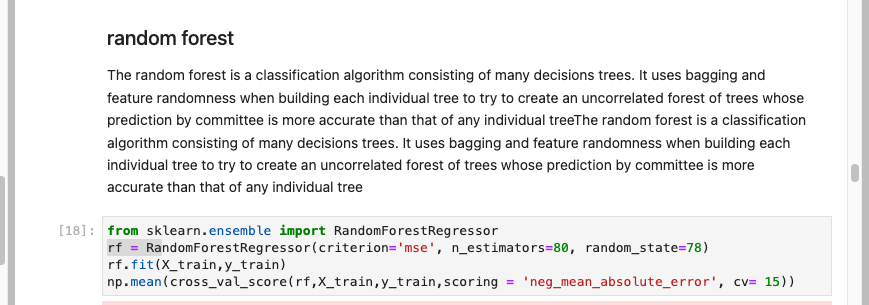 random forest
The random forest is a classification algorithm consisting of many decisions trees. It uses bagging and
feature randomness when building each individual tree to try to create an uncorrelated forest of trees whose
prediction by committee is more accurate than that of any individual treeThe random forest is a classification
algorithm consisting of many decisions trees. It uses bagging and feature randomness when building each
individual tree to try to create an uncorrelated forest of trees whose prediction by committee is more
accurate than that of any individual tree
[18]: from sklearn.ensemble import RandomForestRegressor
rf = RandomForestRegressor(criterion='mse', n_estimators=80, random_state=78)
rf.fit(X_train,y_train)
np.mean(cross_val_score(rf,X_train,y_train,scoring = 'neg_mean_absolute_error', cv= 15))